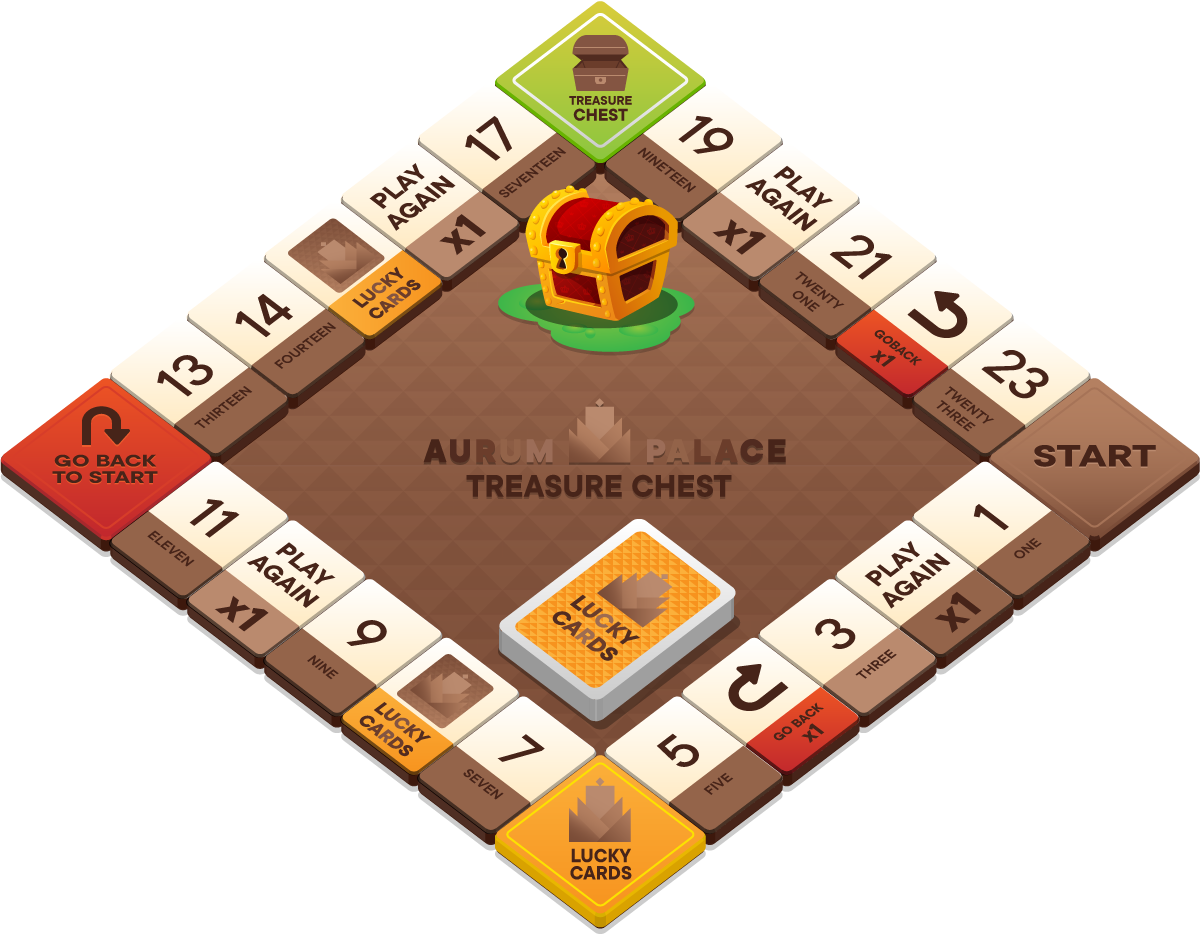 TREASURE
CHEST
17
SEVENTEEN
19
NINETEEN
PLAY
AGAIN
x1
PLAY
AGAIN
x1
LUCKY
CARDS
21
TWENTY
ONE
14
FOURTEEN
GOBACK
x1
13
THIRTEEN
23
TWENTY
THREE
GO BACK
TO START
START
AURUM PALACE
TREASURE CHEST
11
ELEVEN
1
ONE
PLAY
AGAIN
x1
PLAY
AGAIN
x1
9
NINE
3
THREE
LUCKY
CARDS
LUCKY
CARDS
GO BACK
x1
7
SEVEN
5
FIVE
LUCKY
CARDS